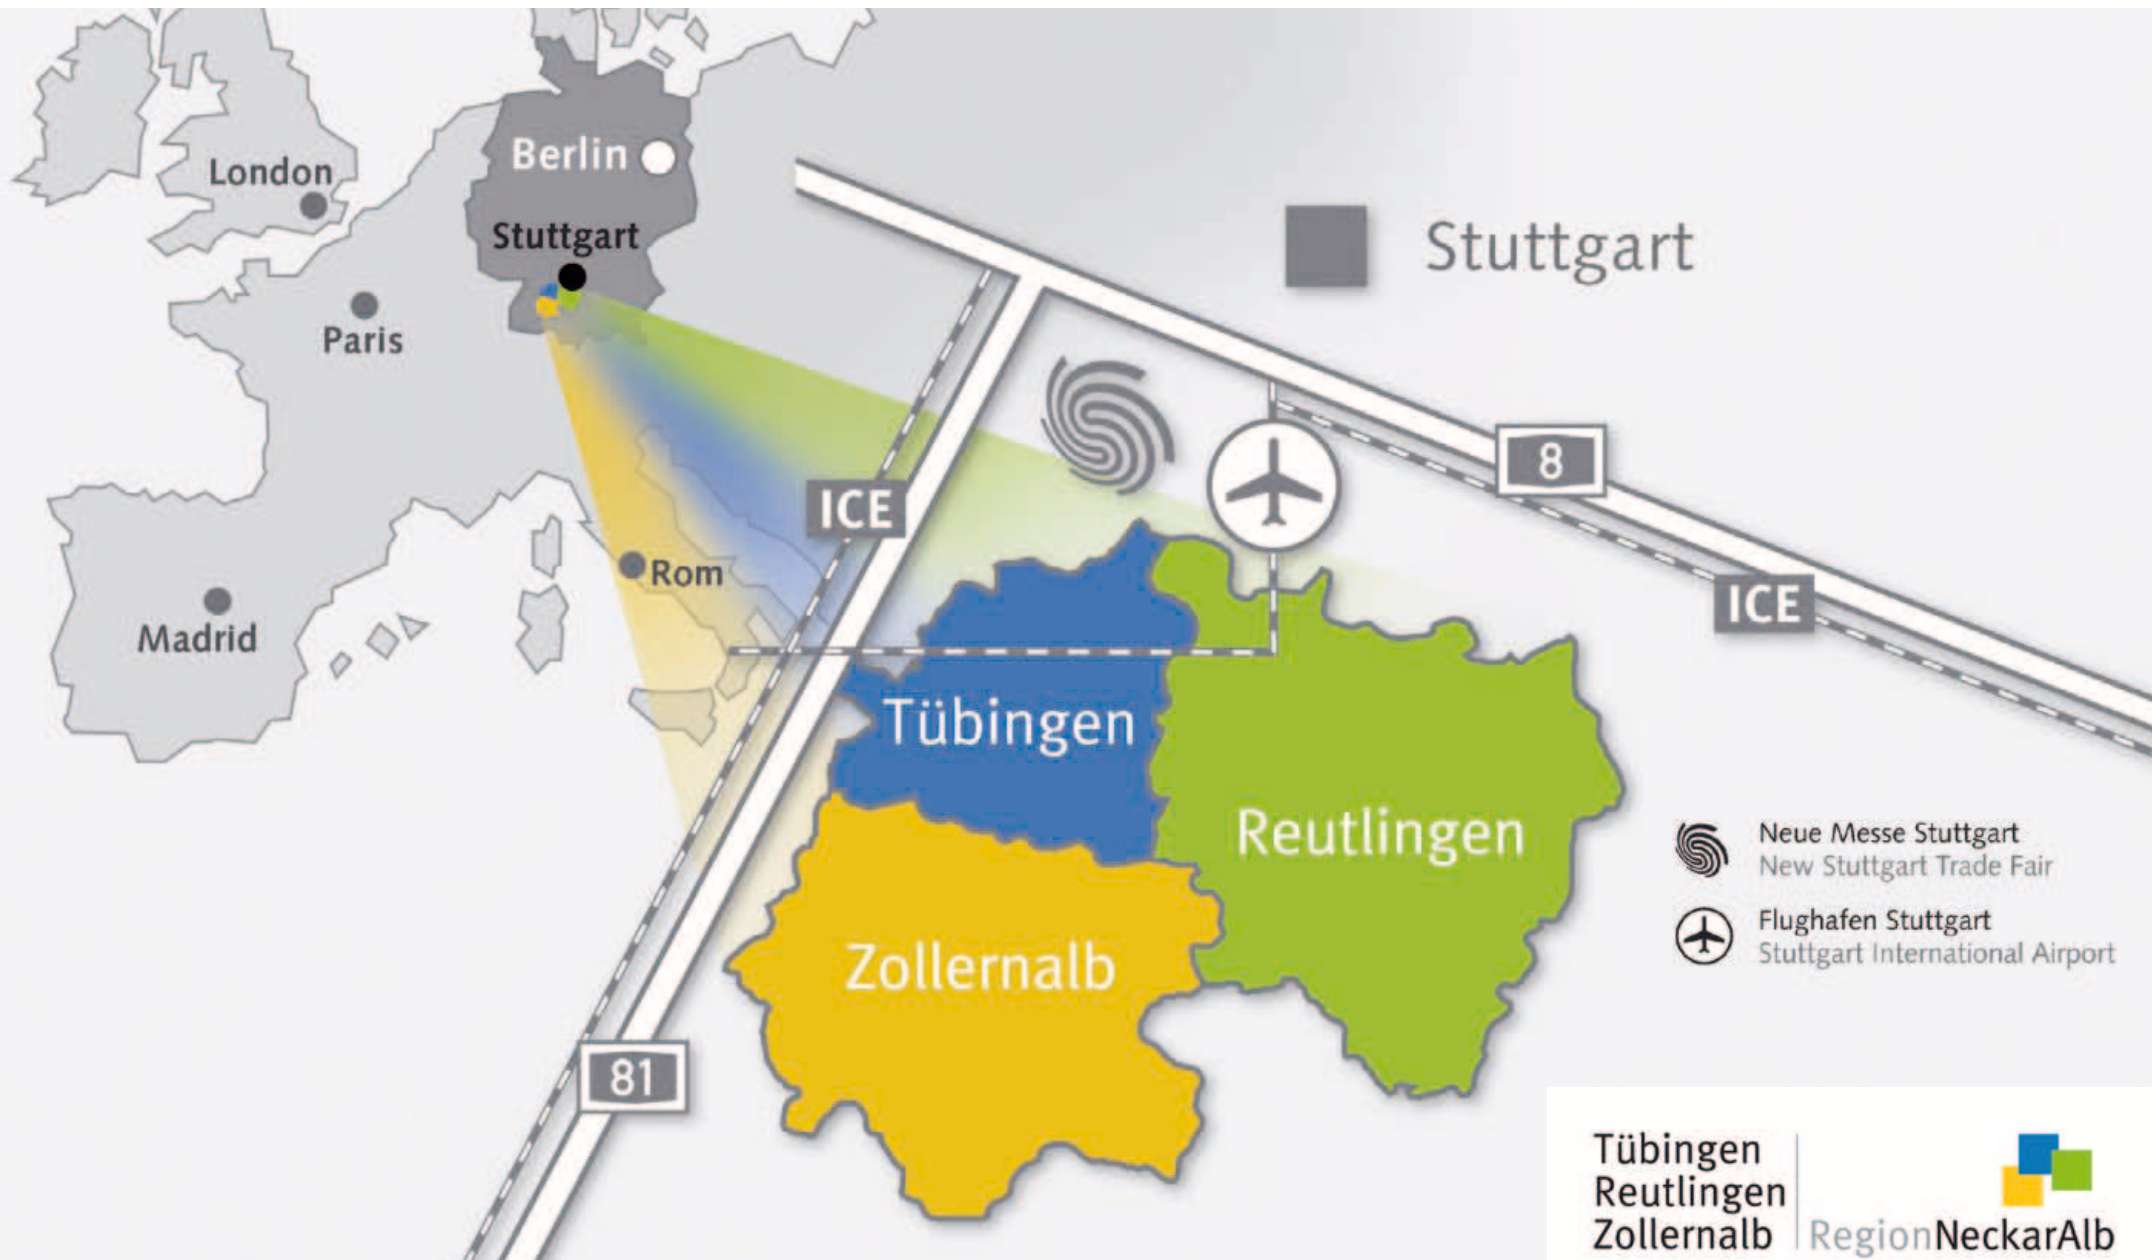 London
Berlin
Stuttgart
Paris
Madrid
Rom
Stuttgart
8
ICE
ICE
Tübingen
Reutlingen
Zollernalb
81
Neue Messe Stuttgart
New Stuttgart Trade Fair
Flughafen Stuttgart
Stuttgart International Airport
Tübingen
Reutlingen
Zollernalb
RegionNeckarAlb